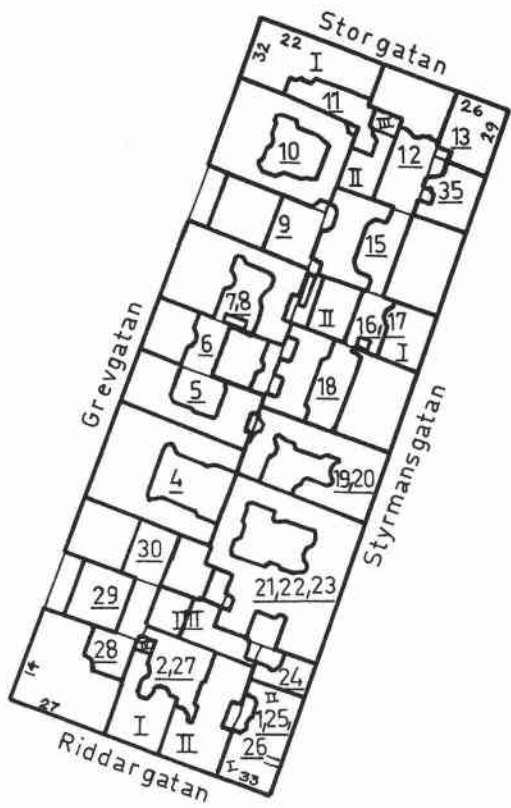 Storgatan
22
32
I
26
29
11
III
13
12
10
II
35
9
15
7,8
II
16,17
I
6
18
5
Grevgatan
Styrmansgatan
4
19,20
30
21,22,23
29
I
II
28
2,27
24
14
II
1,25,
26
I
II
I
27
33
Riddargatan